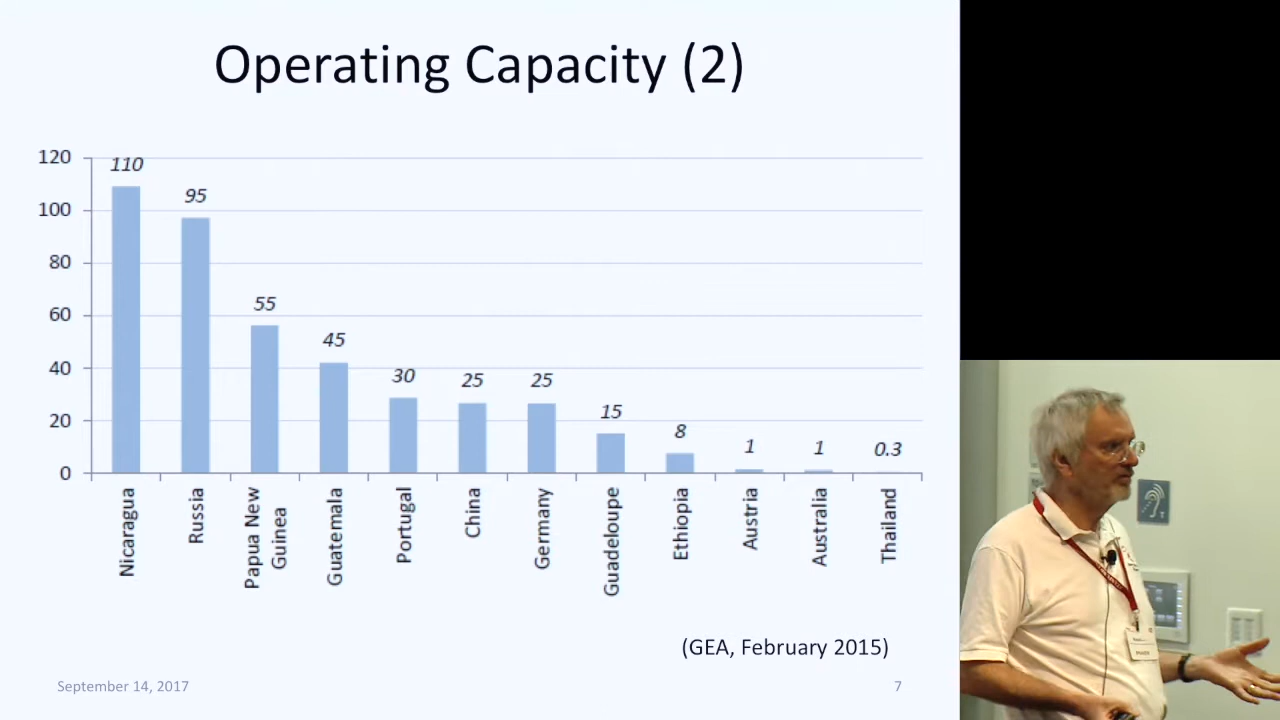 Operating Capacity (2)
120
100
80
60
40
20
0
110
95
55
45
30
25
25
15
8
1
1
0.3
Nicaragua
Russia
Papua New
Guinea
Guatemala
Portugal
China
Germany
Guadeloupe
Ethiopia
Austria
Australia
Thailand
(GEA, February 2015)
September 14, 2017
7